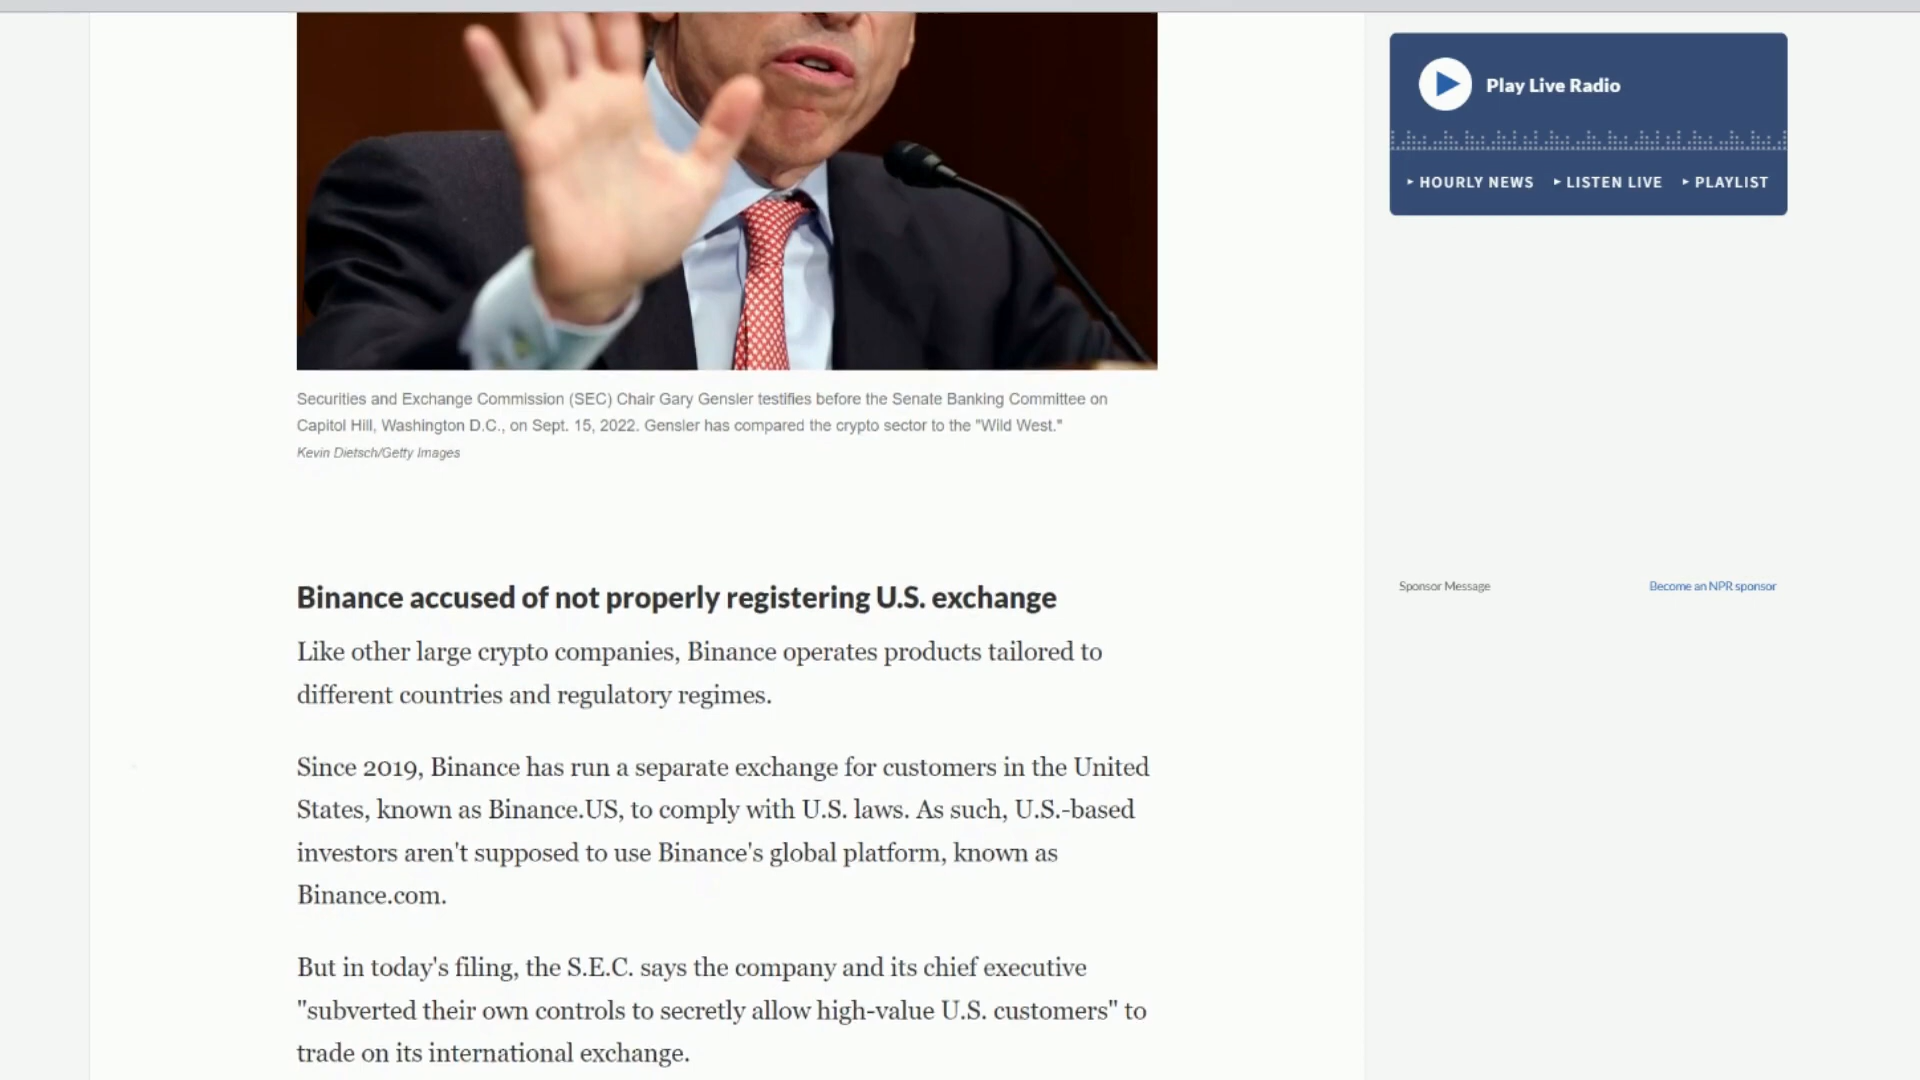 Play Live Radio
HOURLY NEWS
LISTEN LIVE
PLAYLIST
Securities and Exchange Commission (SEC) Chair Gary Gensler testifies before the Senate Banking Committee on
Capitol Hill, Washington D.C., on Sept. 15, 2022. Gensler has compared the crypto sector to the "Wild West."
Kevin Dietsch/Getty Images
Sponsor Message
Become an NPR sponsor
Binance accused of not properly registering U.S. exchange
Like other large crypto companies, Binance operates products tailored to
different countries and regulatory regimes.
Since 2019, Binance has run a separate exchange for customers in the United
States, known as Binance.US, to comply with U.S. laws. As such, U.S.-based
investors aren't supposed to use Binance's global platform, known as
Binance.com.
But in today's filing, the S.E.C. says the company and its chief executive
"subverted their own controls to secretly allow high-value U.S. customers" to
trade on its international exchange.